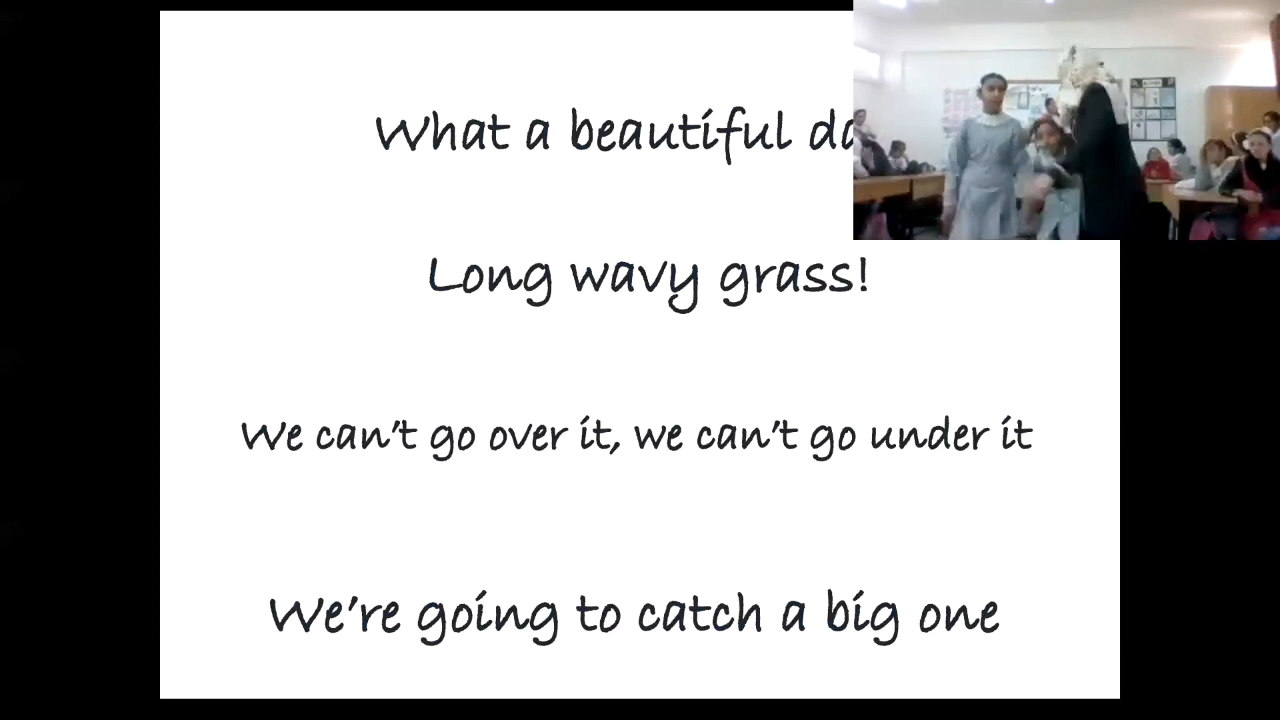 What a beautiful
Long wavy grass!
We can't go over it, we can't go under it
We're going to catch a big one